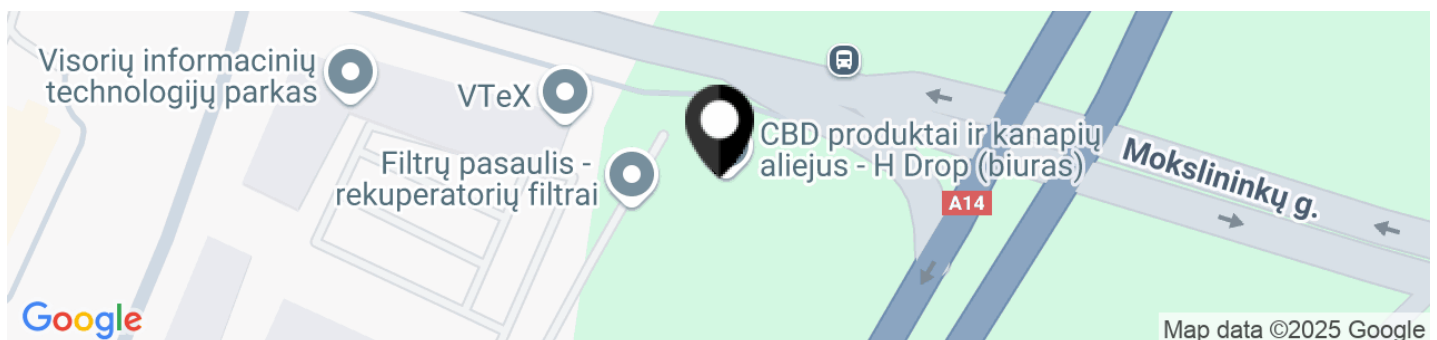 Visorių informacinių
technologijų parkas
VTeX
Filtrų pasaulis -
rekuperatorių filtrai
CBD produktai ir kanapių
aliejus - H Drop (biuras)
A14
Mokslininkų g.
Google
Map data ©2025 Google